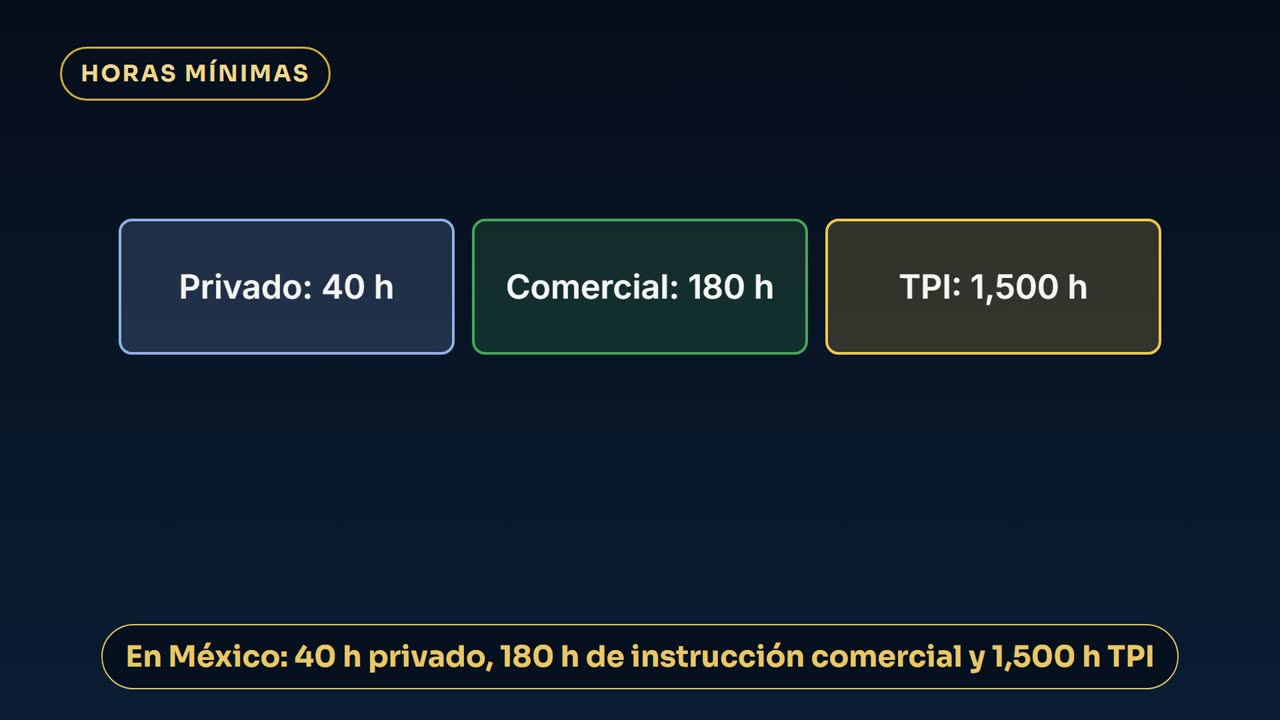 HORAS MÍNIMAS
Privado: 40 h
Comercial: 180 h
TPI: 1,500 h
En México: 40 h privado, 180 h de instrucción comercial y 1,500 h TPI